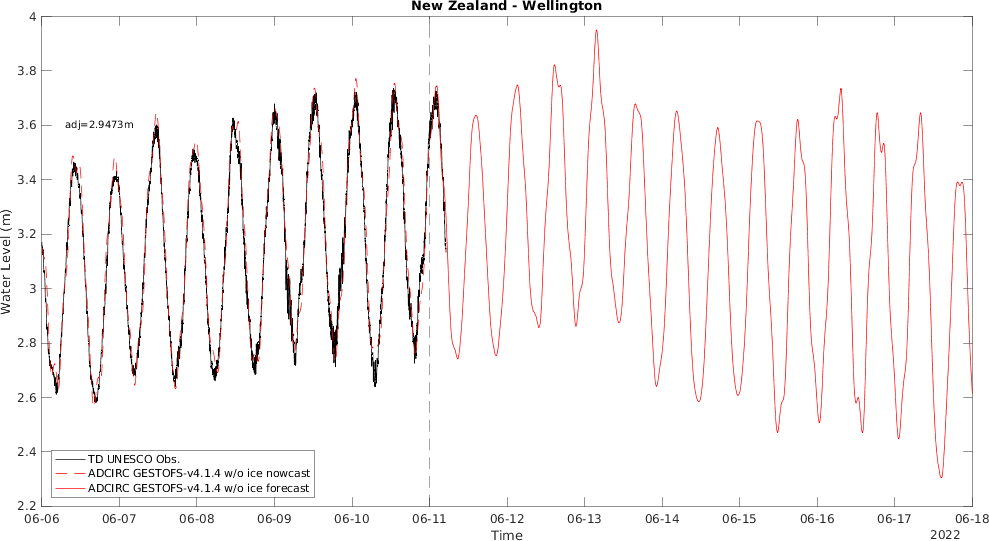 New Zealand - Wellington
4
3.8
3.6
3.4
3.2
3
2.8
2.6
2.4
2.2
Water Level (m)
adj=2.9473m
TD UNESCO Obs.
ADCIRC GESTOFS-v4.1.4 w/o ice nowcast
ADCIRC GESTOFS-v4.1.4 w/o ice forecast
06-06 06-07 06-08 06-09 06-10 06-11 06-12 06-13 06-14 06-15 06-16 06-17 06-18
Time
2022